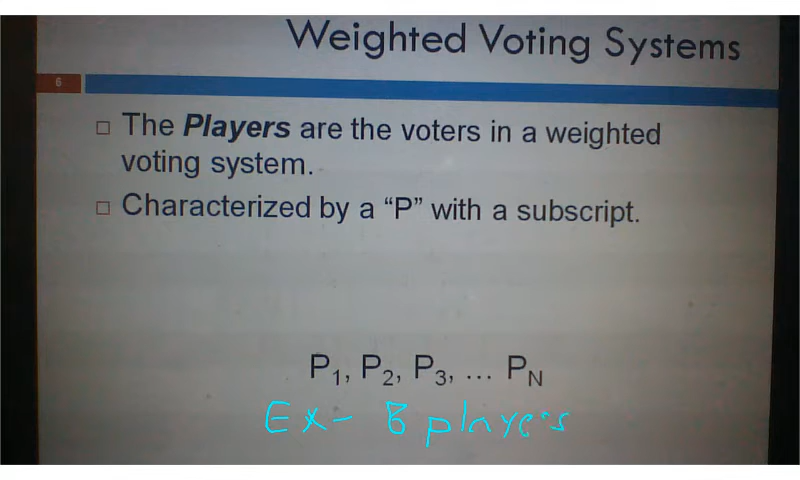 Weighted Voting Systems
6
□ The Players are the voters in a weighted
voting system.
□ Characterized by a “P” with a subscript.
P₁, P₂, P₃, ... P_N
Ex- 8 players